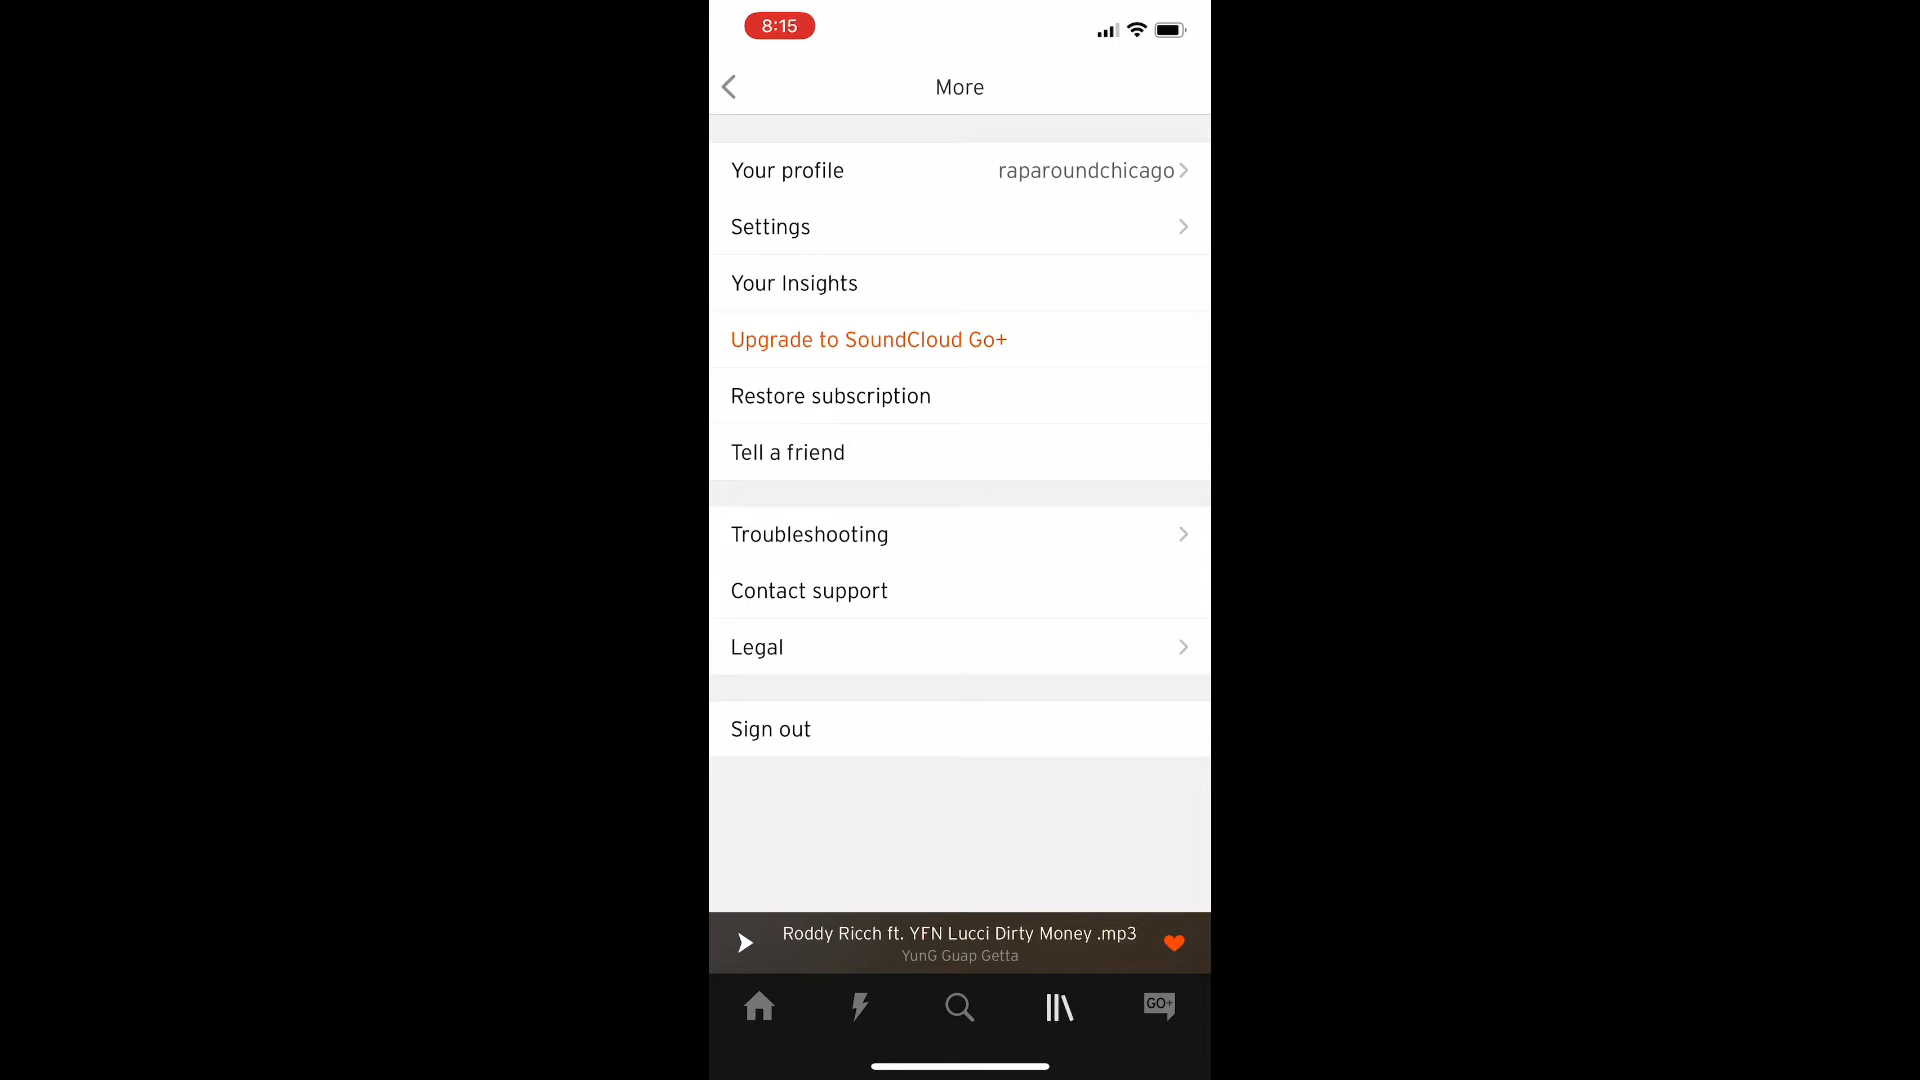 8:15
More
Your profile raparoundchicago
Settings
Your Insights
Upgrade to SoundCloud Go+
Restore subscription
Tell a friend
Troubleshooting
Contact support
Legal
Sign out
Roddy Ricch ft. YFN Lucci Dirty Money .mp3
YunG Guap Getta
GO+